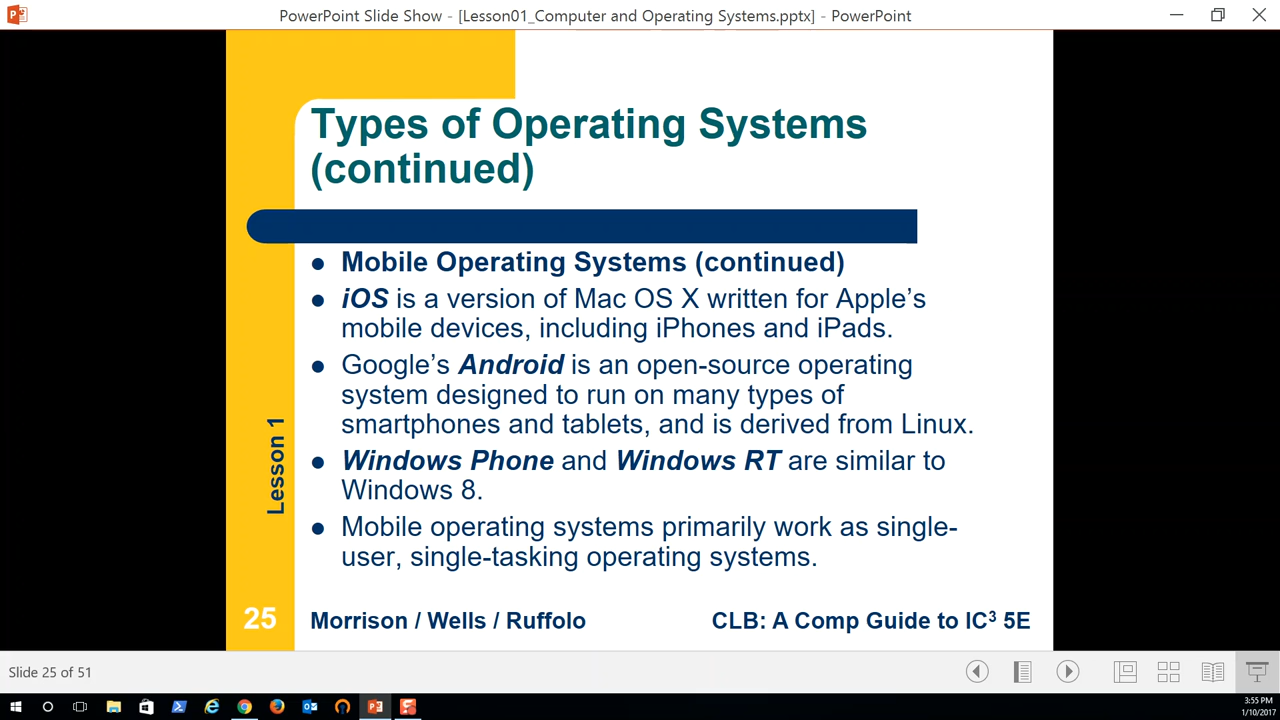 PowerPoint Slide Show - [Lesson01_Computer and Operating Systems.pptx] - PowerPoint
Types of Operating Systems
(continued)
● Mobile Operating Systems (continued)
● iOS is a version of Mac OS X written for Apple’s
mobile devices, including iPhones and iPads.
● Google’s Android is an open-source operating
system designed to run on many types of
smartphones and tablets, and is derived from Linux.
● Windows Phone and Windows RT are similar to
Windows 8.
● Mobile operating systems primarily work as single-
user, single-tasking operating systems.
Lesson 1
25
Morrison / Wells / Ruffolo
CLB: A Comp Guide to IC³ 5E
Slide 25 of 51
3:55 PM
1/10/2017